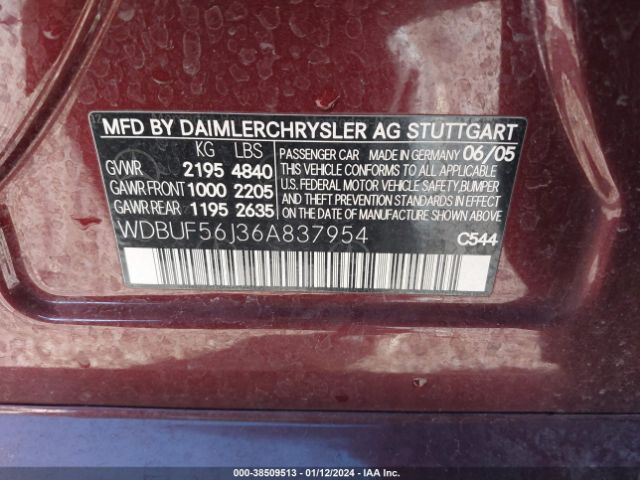 MFD BY DAIMLERCHRYSLER AG STUTTGART
KG LBS
GVWR 2195 4840
GAWR FRONT 1000 2205
GAWR REAR 1195 2635
PASSENGER CAR MADE IN GERMANY 06/05
THIS VEHICLE CONFORMS TO ALL APPLICABLE
U.S. FEDERAL MOTOR VEHICLE SAFETY, BUMPER
AND THEFT PREVENTION STANDARDS IN EFFECT
ON THE DATE OF MANUFACTURE SHOWN ABOVE.
WDBUF56J36A837954 C544
000-38509513 - 01/12/2024 - IAA Inc.